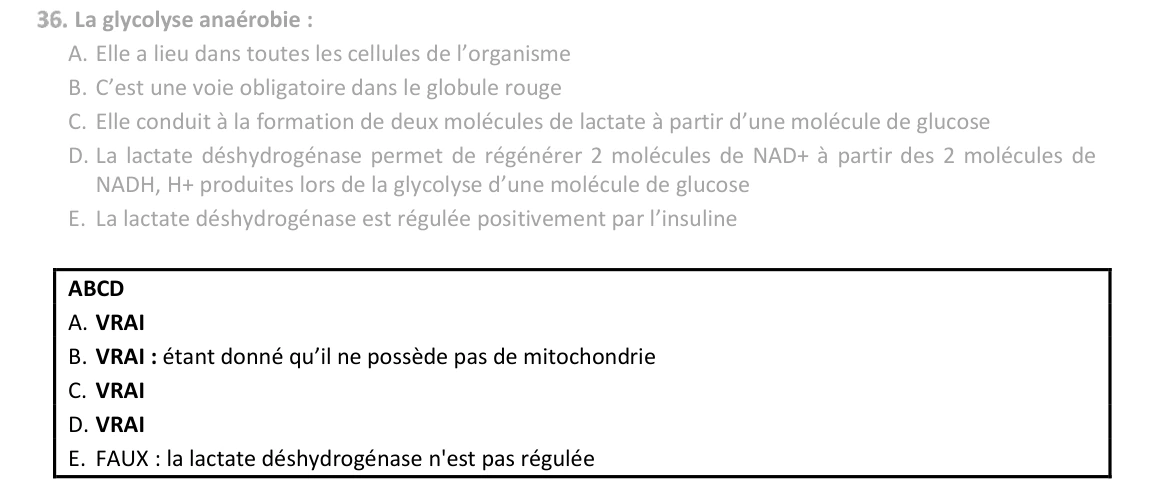 36. La glycolyse anaérobie :
A. Elle a lieu dans toutes les cellules de l’organisme
B. C’est une voie obligatoire dans le globule rouge
C. Elle conduit à la formation de deux molécules de lactate à partir d’une molécule de glucose
D. La lactate déshydrogénase permet de régénérer 2 molécules de NAD+ à partir des 2 molécules de
NADH, H+ produites lors de la glycolyse d’une molécule de glucose
E. La lactate déshydrogénase est régulée positivement par l’insuline
ABCD
A. VRAI
B. VRAI : étant donné qu’il ne possède pas de mitochondrie
C. VRAI
D. VRAI
E. FAUX : la lactate déshydrogénase n'est pas régulée